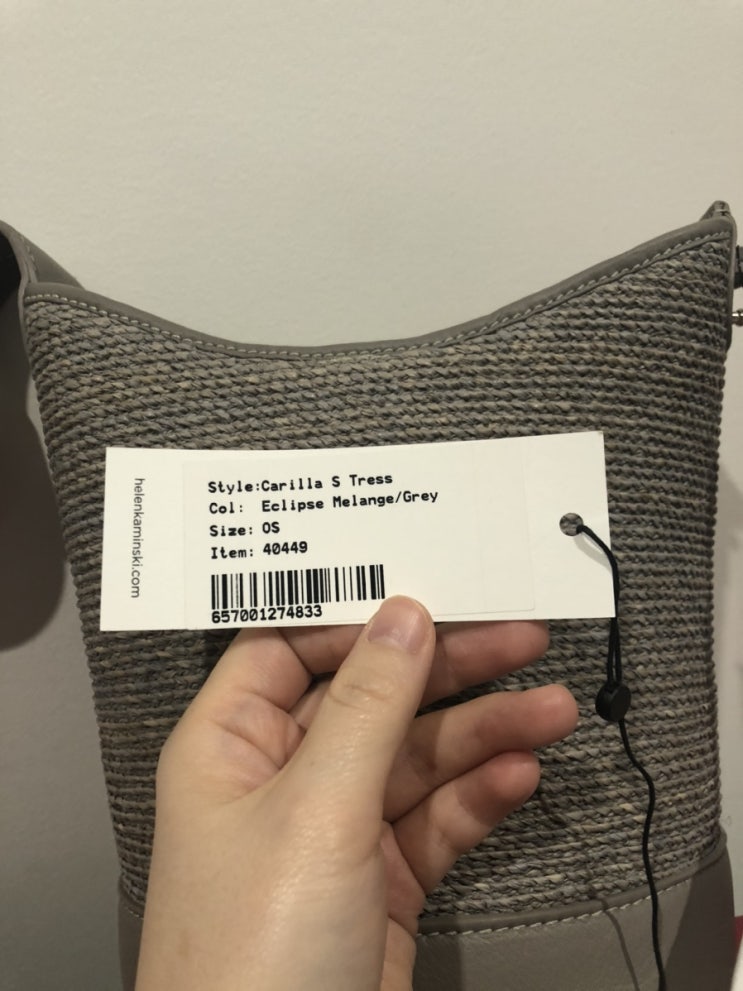 helenkaminski.com
Style:Carilla S Tress
Col: Eclipse Melange/Grey
Size: OS
Item: 40449
657001274833